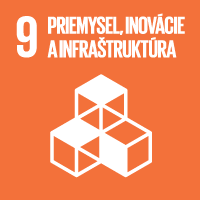 9 PRIEMYSEL, INOVÁCIE
A INFRAŠTRUKTÚRA